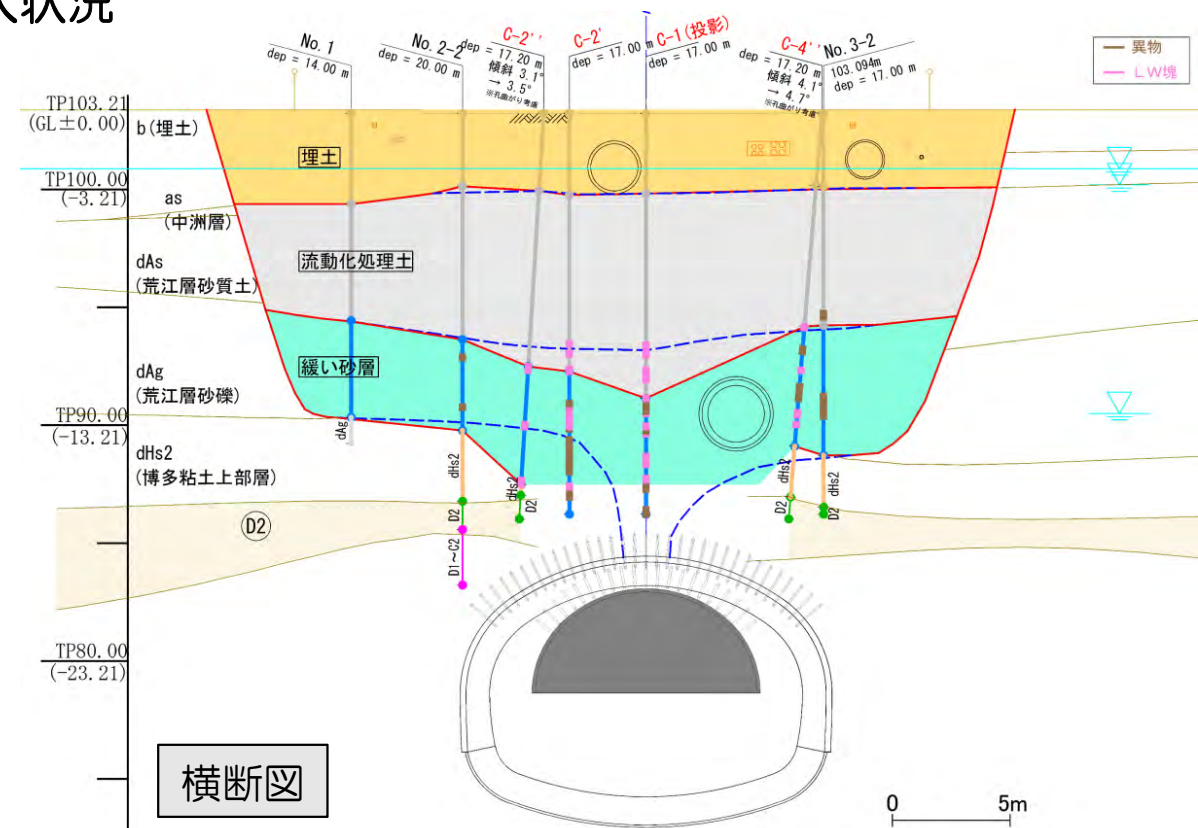 状況
No. 1
dep = 14.00 m
No. 2-2
dep = 20.00 m
C-2''
dep = 17.20 m
傾斜 3.1°
→ 3.5°
※孔曲がり考慮
C-2'
dep = 17.00 m
C-1(投影)
dep = 17.00 m
C-4''
dep = 17.20 m
傾斜 4.1°
→ 4.7°
※孔曲がり考慮
No. 3-2
103.094m
dep = 17.00 m
異物
LW塊
TP103.21
(GL±0.00)
b(埋土)
埋土
TP100.00
(-3.21)
as
(中洲層)
流動化処理土
dAs
(荒江層砂質土)
緩い砂層
dAg
(荒江層砂礫)
TP90.00
(-13.21)
dAg
dHs2
(博多粘土上部層)
dHs2
dHs2
dHs2
dHs2
D2
D2
D2
D2
D2
D1~C2
TP80.00
(-23.21)
横断図
0
5m